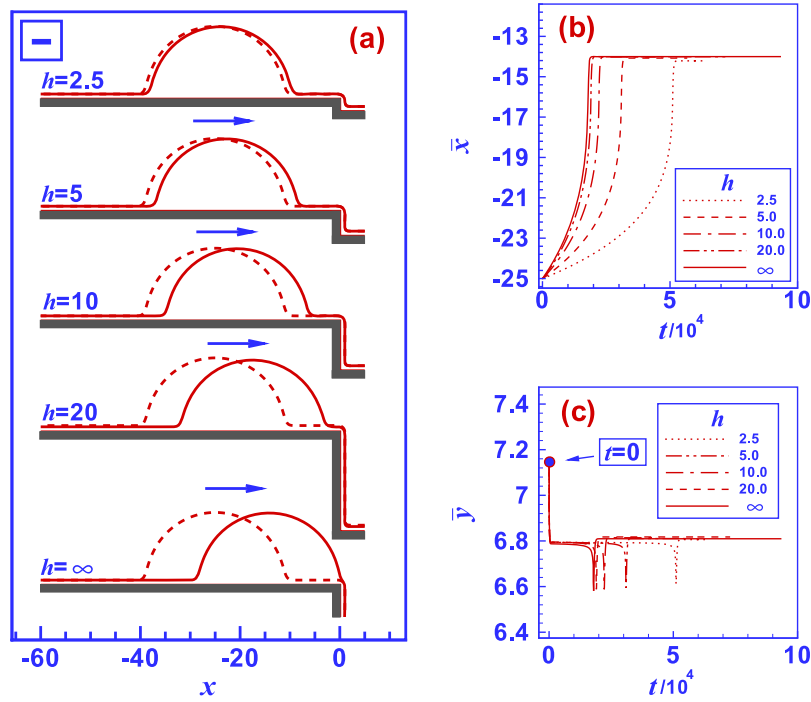 –
(a)
h=2.5
h=5
h=10
h=20
h=∞
-60 -40 -20 0
x
(b)
-13
-15
-17
-19
-21
-23
-25
x̄
h
2.5
5.0
10.0
20.0
∞
0 5 10
t/10⁴
(c)
7.4
7.2
7
6.8
6.6
6.4
ȳ
t=0
h
2.5
5.0
10.0
20.0
∞
0 5 10
t/10⁴